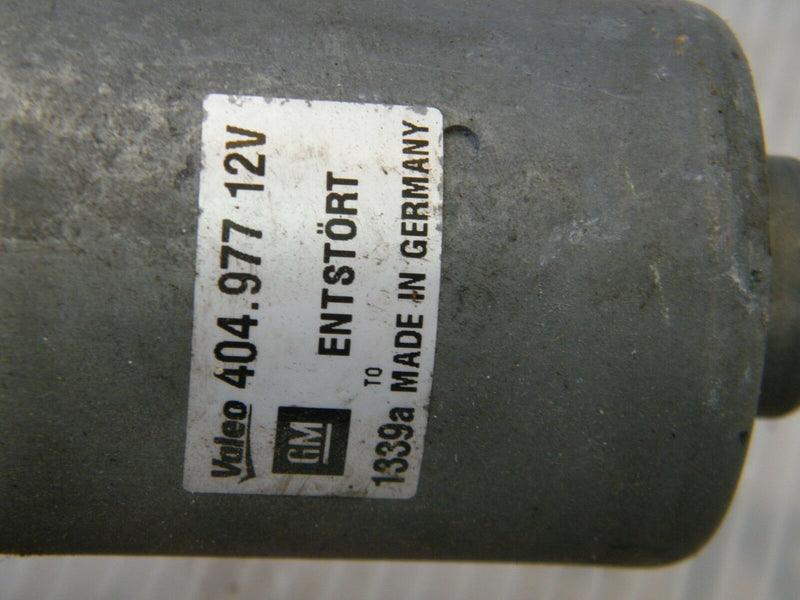 Valeo 404.977 12V
GM ENTSTÖRT
TO
1339a MADE IN GERMANY